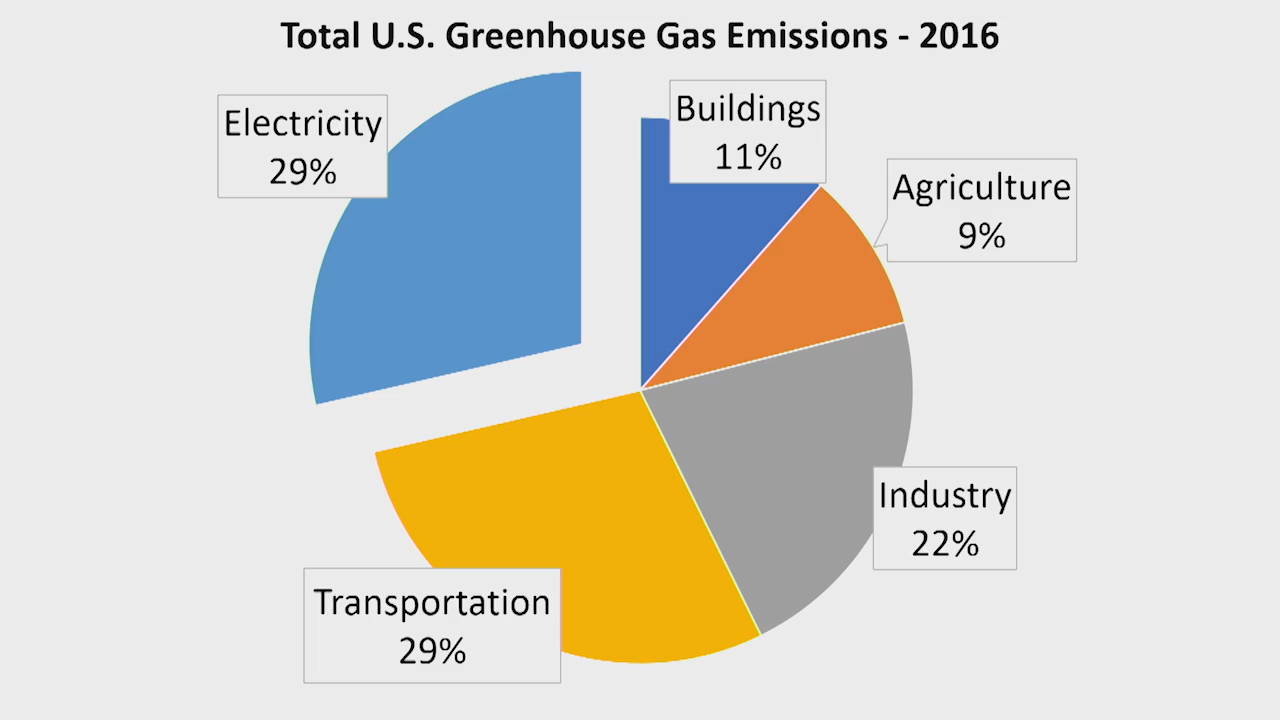 Total U.S. Greenhouse Gas Emissions - 2016
Electricity
29%
Buildings
11%
Agriculture
9%
Industry
22%
Transportation
29%